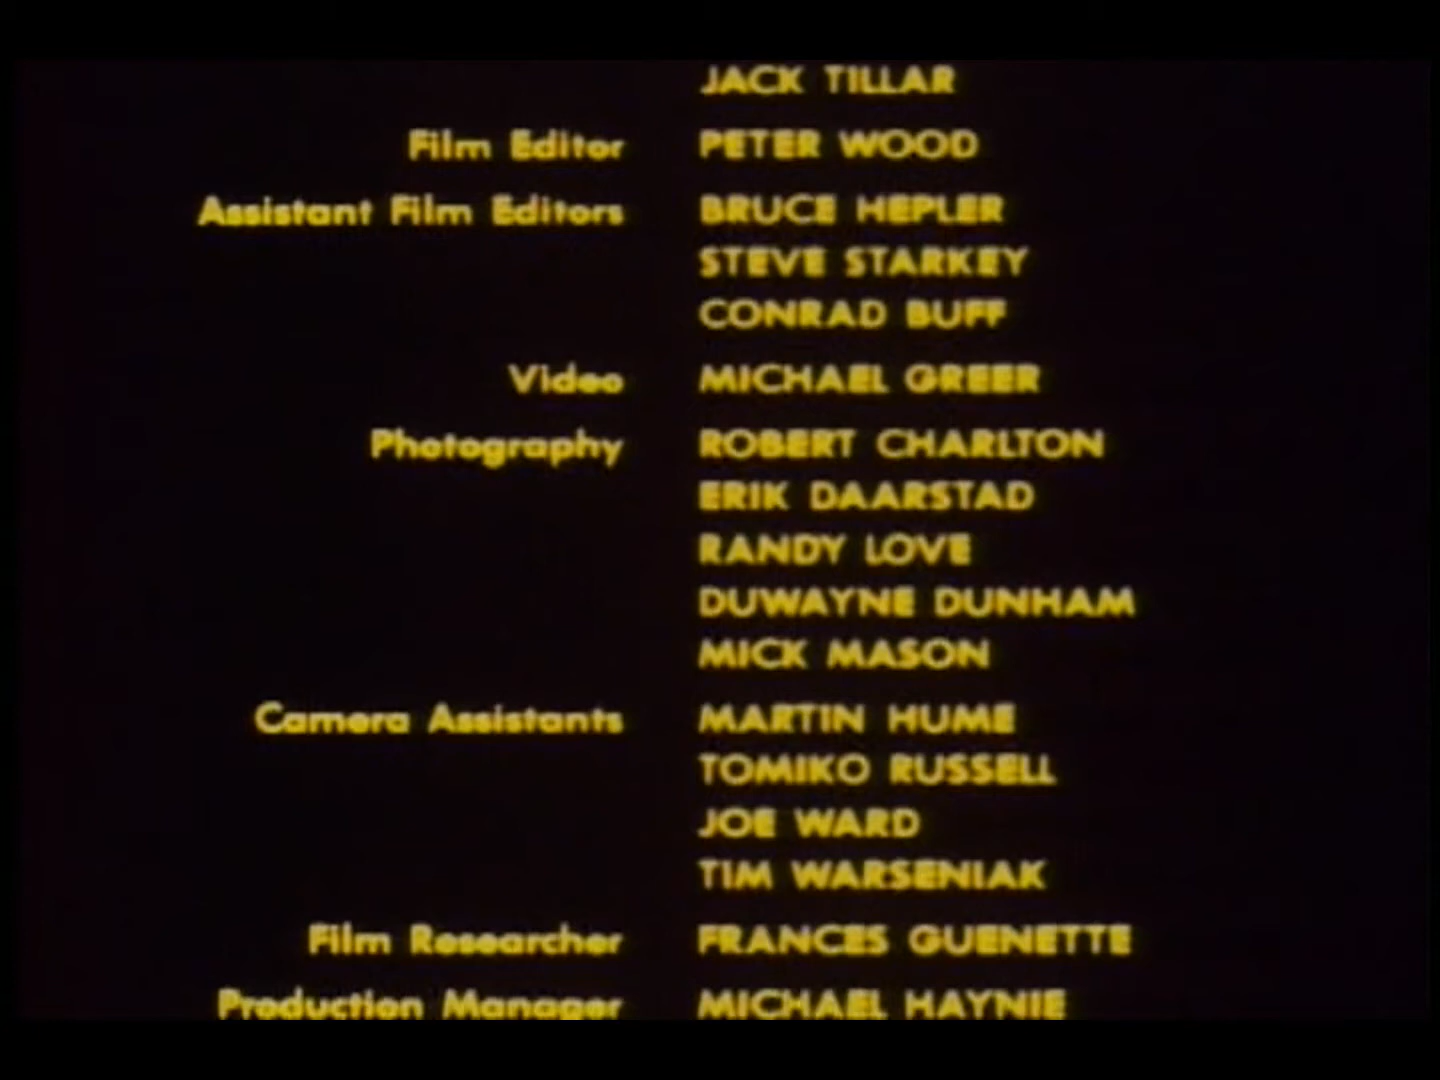 JACK TILLAR
Film Editor PETER WOOD
Assistant Film Editors BRUCE HEPLER
STEVE STARKEY
CONRAD BUFF
Video MICHAEL GREER
Photography ROBERT CHARLTON
ERIK DAARSTAD
RANDY LOVE
DUWAYNE DUNHAM
MICK MASON
Camera Assistants MARTIN HUME
TOMIKO RUSSELL
JOE WARD
TIM WARSENIAK
Film Researcher FRANCES GUENETTE
Production Manager MICHAEL HAYNIE